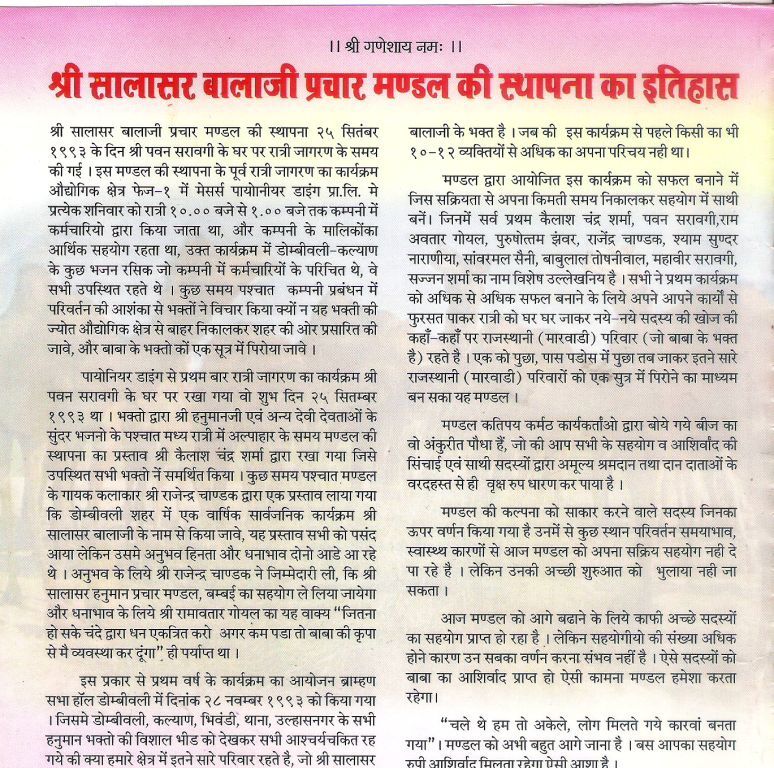 ।। श्री गणेशाय नमः ।।
श्री सालासर बालाजी प्रचार मण्डल की स्थापना का इतिहास
श्री सालासर बालाजी प्रचार मण्डल की स्थापना २५ सितंबर
१९९३ के दिन श्री पवन सरावगी के घर पर रात्री जागरण के समय
की गई । इस मण्डल की स्थापना के पूर्व रात्री जागरण का कार्यक्रम
औद्योगिक क्षेत्र फेज-१ में मेसर्स पायोनीयर डाइंग प्रा.लि. मे
प्रत्येक शनिवार को रात्री १०.०० बजे से १.०० बजे तक कम्पनी में
कर्मचारियो द्वारा किया जाता था, और कम्पनी के मालिकोंका
आर्थिक सहयोग रहता था, उक्त कार्यक्रम में डोम्बीवली-कल्याण
के कुछ भजन रसिक जो कम्पनी में कर्मचारियों के परिचित थे, वे
सभी उपस्थित रहते थे । कुछ समय पश्चात कम्पनी प्रबंधन में
परिवर्तन की आशंका से भक्तों ने विचार किया क्यों न यह भक्ती की
ज्योत औद्योगिक क्षेत्र से बाहर निकालकर शहर की ओर प्रसारित की
जावे, और बाबा के भक्तो कों एक सूत्र में पिरोया जावे ।
पायोनियर डाइंग से प्रथम बार रात्री जागरण का कार्यक्रम श्री
पवन सरावगी के घर पर रखा गया वो शुभ दिन २५ सितम्बर
१९९३ था । भक्तो द्वारा श्री हनुमानजी एवं अन्य देवी देवताओं के
सुंदर भजनो के पश्चात मध्य रात्री में अल्पाहार के समय मण्डल की
स्थापना का प्रस्ताव श्री कैलाश चंद्र शर्मा द्वारा रखा गया जिसे
उपस्थित सभी भक्तो नें समर्थित किया । कुछ समय पश्चात मण्डल
के गायक कलाकार श्री राजेन्द्र चाण्डक द्वारा एक प्रस्ताव लाया गया
कि डोम्बीवली शहर में एक वार्षिक सार्वजनिक कार्यक्रम श्री
सालासर बालाजी के नाम से किया जावे, यह प्रस्ताव सभी को पसंद
आया लेकिन उसमे अनुभव हिनता और धनाभाव दोनो आडे आ रहे
थे । अनुभव के लिये श्री राजेन्द्र चाण्डक ने जिम्मेदारी ली, कि श्री
सालासर हनुमान प्रचार मण्डल, बम्बई का सहयोग ले लिया जायेगा
और धनाभाव के लिये श्री रामावतार गोयल का यह वाक्य “जितना
हो सके चंदे द्वारा धन एकत्रित करो अगर कम पडा तो बाबा की कृपा
से मै व्यवस्था कर दूंगा” ही पर्याप्त था ।
इस प्रकार से प्रथम वर्ष के कार्यक्रम का आयोजन ब्राम्हण
सभा हॉल डोम्बीवली में दिनांक २८ नवम्बर १९९३ को किया गया
। जिसमे डोम्बीवली, कल्याण, भिवंडी, थाना, उल्हासनगर के सभी
हनुमान भक्तो की विशाल भीड को देखकर सभी आश्चर्यचकित रह
गये की क्या हमारे क्षेत्र में इतने सारे परिवार रहते है, जो श्री सालासर
बालाजी के भक्त है । जब की इस कार्यक्रम से पहले किसी का भी
१०-१२ व्यक्तियों से अधिक का अपना परिचय नही था।
मण्डल द्वारा आयोजित इस कार्यक्रम को सफल बनाने में
जिस सक्रियता से अपना किमती समय निकालकर सहयोग में साथी
बनें। जिनमें सर्व प्रथम कैलाश चंद्र शर्मा, पवन सरावगी,राम
अवतार गोयल, पुरुषोत्तम झंवर, राजेंद्र चाण्डक, श्याम सुण्दर
नाराणीया, सांवरमल सैनी, बाबुलाल तोषनीवाल, महावीर सरावगी,
सज्जन शर्मा का नाम विशेष उल्लेखनिय है । सभी ने प्रथम कार्यक्रम
को अधिक से अधिक सफल बनाने के लिये अपने आपने कार्यों से
फुरसत पाकर रात्री को घर घर जाकर नये-नये सदस्य की खोज की
कहाँ-कहाँ पर राजस्थानी (मारवाडी) परिवार (जो बाबा के भक्त
है) रहते है । एक को पुछा, पास पडोस में पुछा तब जाकर इतने सारे
राजस्थानी (मारवाडी) परिवारों को एक सुत्र में पिरोने का माध्यम
बन सका यह मण्डल ।
मण्डल कतिपय कर्मठ कार्यकर्ताओ द्वारा बोये गये बीज का
वो अंकुरीत पौधा हैं, जो की आप सभी के सहयोग व आशिर्वांद की
सिंचाई एवं साथी सदस्यों द्वारा अमूल्य श्रमदान तथा दान दाताओं के
वरदहस्त से ही वृक्ष रुप धारण कर पाया है ।
मण्डल की कल्पना को साकार करने वाले सदस्य जिनका
ऊपर वर्णन किया गया है उनमें से कुछ स्थान परिवर्तन समयाभाव,
स्वास्थ्य कारणों से आज मण्डल को अपना सक्रिय सहयोग नही दे
पा रहे है । लेकिन उनकी अच्छी शुरुआत को भुलाया नही जा
सकता ।
आज मण्डल को आगे बढाने के लिये काफी अच्छे सदस्यों
का सहयोग प्राप्त हो रहा है । लेकिन सहयोगीयो की संख्या अधिक
होने कारण उन सबका वर्णन करना संभव नहीं है । ऐसे सदस्यों को
बाबा का आशिर्वाद प्राप्त हो ऐसी कामना मण्डल हमेशा करता
रहेगा।
“चले थे हम तो अकेले, लोग मिलते गये कारवां बनता
गया”। मण्डल को अभी बहुत आगे जाना है । बस आपका सहयोग
रुपी आशिर्वाद मिलता रहेगा ऐसी आशा है ।